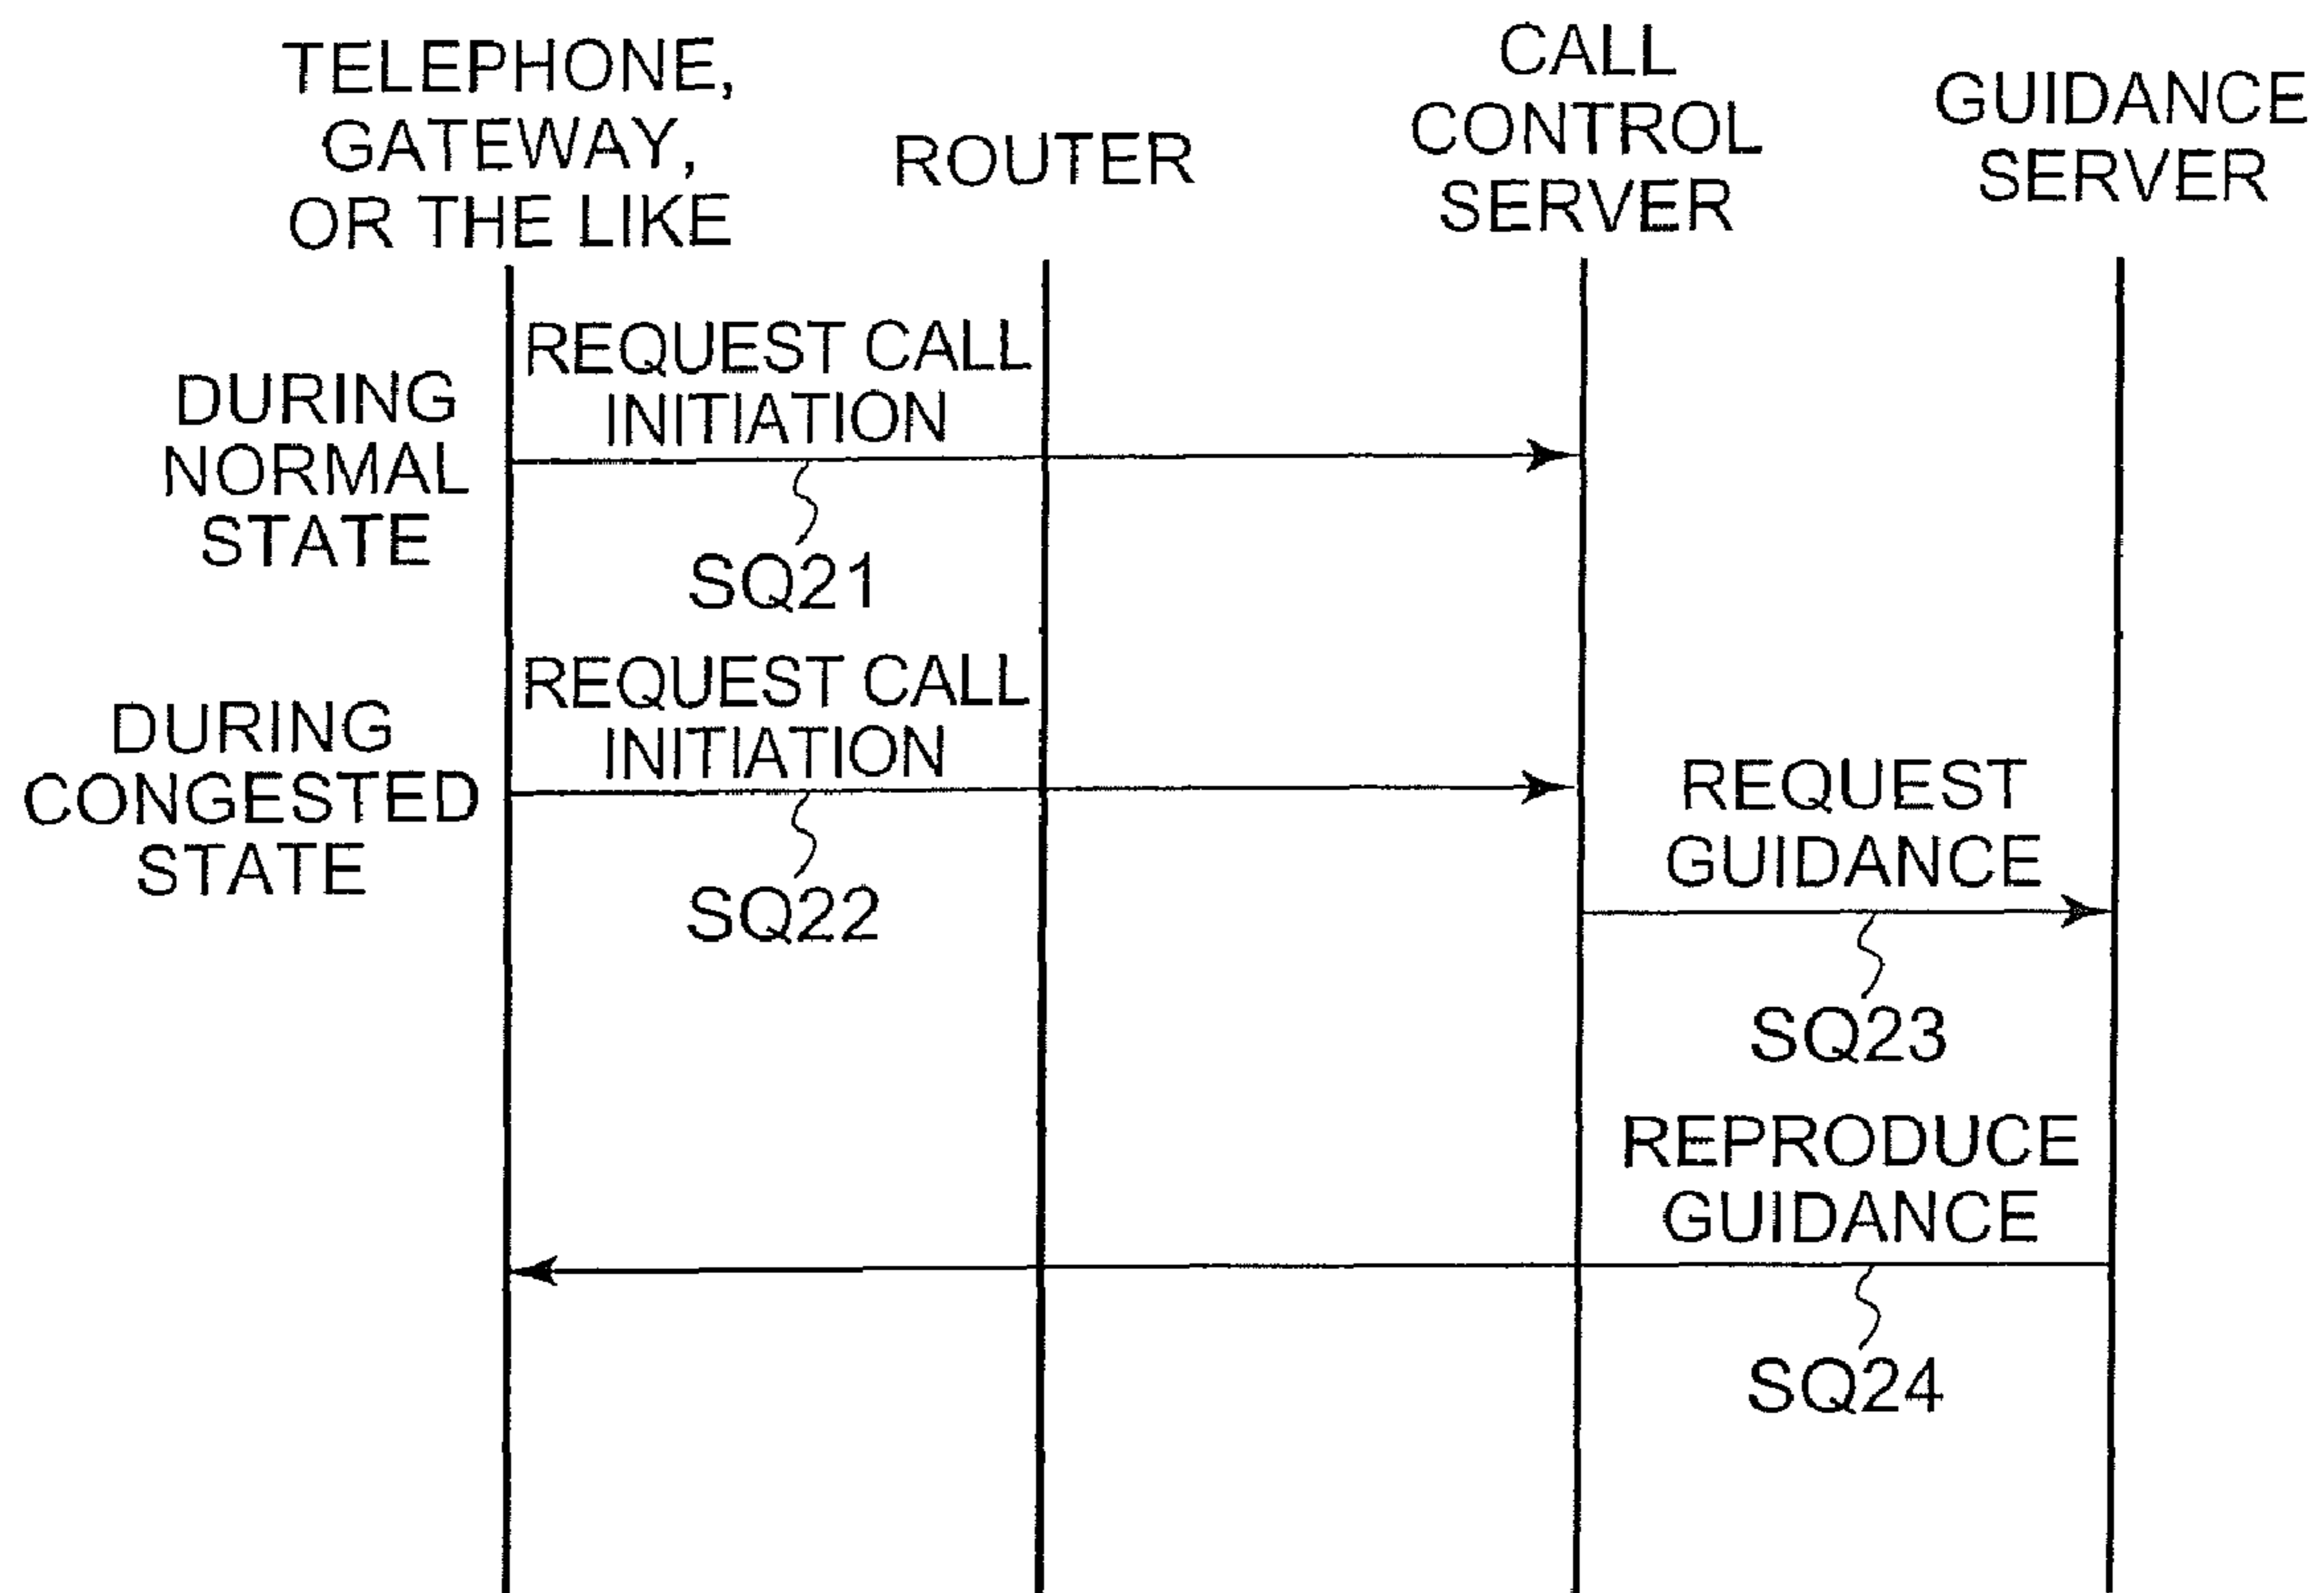 TELEPHONE,
GATEWAY,
OR THE LIKE
ROUTER
CALL
CONTROL
SERVER
GUIDANCE
SERVER
DURING
NORMAL
STATE
REQUEST CALL
INITIATION
SQ21
DURING
CONGESTED
STATE
REQUEST CALL
INITIATION
SQ22
REQUEST
GUIDANCE
SQ23
REPRODUCE
GUIDANCE
SQ24